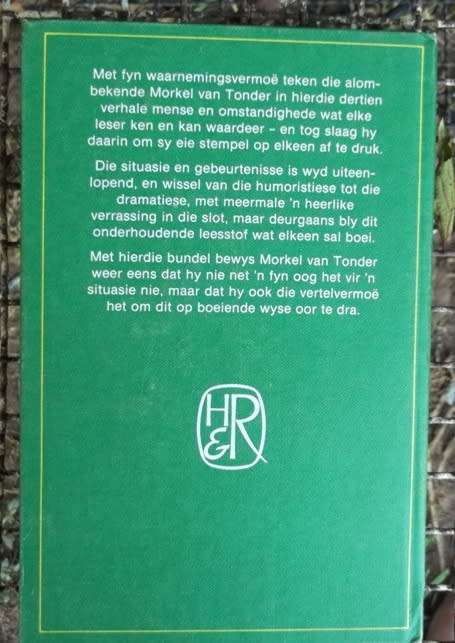 Met fyn waarnemingsvermoë teken die alom-
bekende Morkel van Tonder in hierdie dertien
verhale mense en omstandighede wat elke
leser ken en kan waardeer – en tog slaag hy
daarin om sy eie stempel op elkeen af te druk.
Die situasie en gebeurtenisse is wyd uiteen-
lopend, en wissel van die humoristiese tot die
dramatiese, met meermale 'n heerlike
verrassing in die slot, maar deurgaans bly dit
onderhoudende leesstof wat elkeen sal boei.
Met hierdie bundel bewys Morkel van Tonder
weer eens dat hy nie net 'n fyn oog het vir 'n
situasie nie, maar dat hy ook die vertelvermoë
het om dit op boeiende wyse oor te dra.
H&R